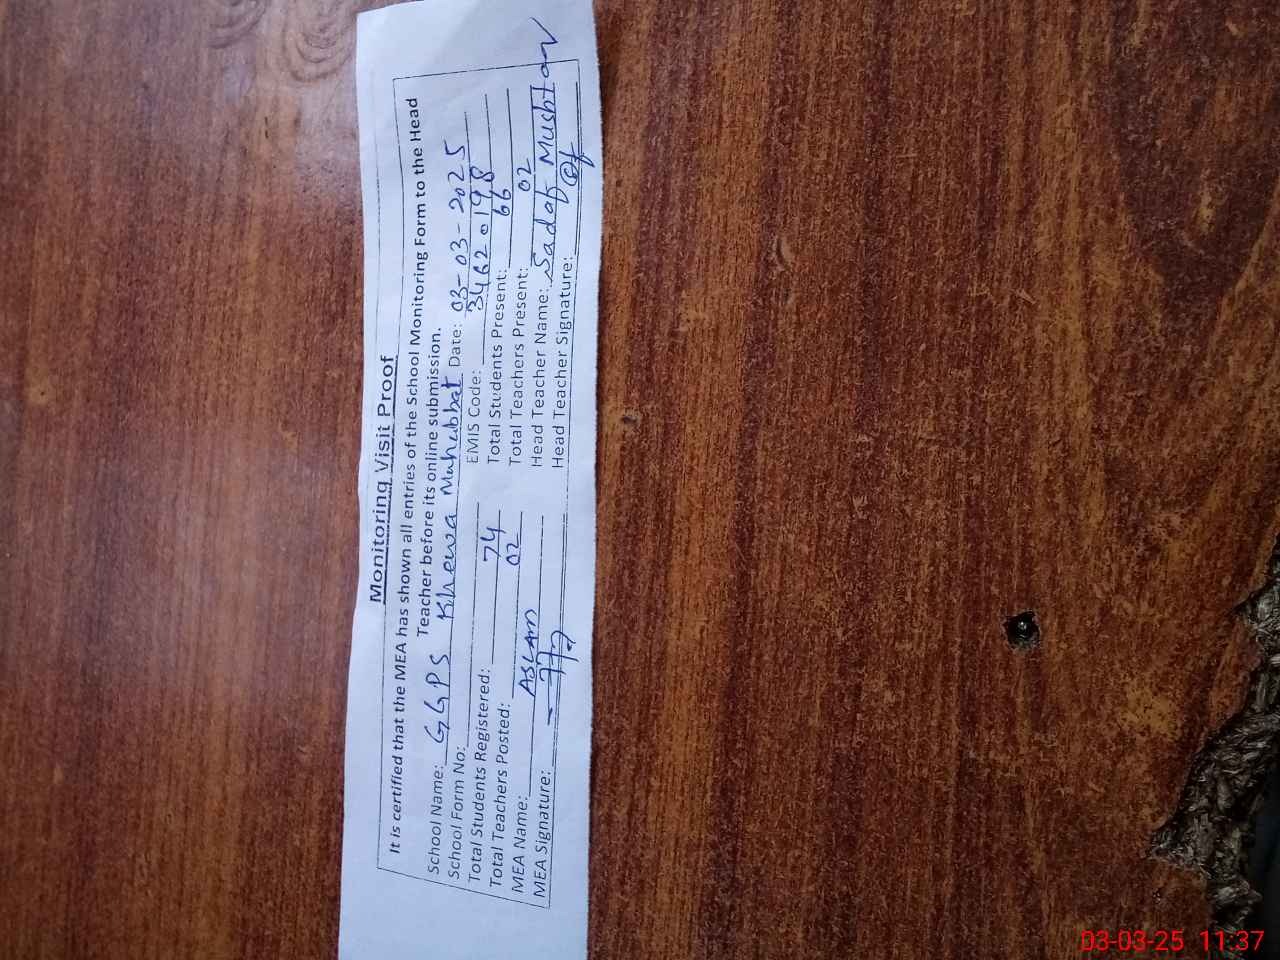 Monitoring Visit Proof
It is certified that the MEA has shown all entries of the School Monitoring Form to the Head
Teacher before its online submission.
School Name: GGPS Khewa Muhabbat Date: 03-03-2025
School Form No: EMIS Code: 34620198
Total Students Registered: 74 Total Students Present: 66
Total Teachers Posted: 02 Total Teachers Present: 02
MEA Name: ASLAM Head Teacher Name: Sadaf Mushtaq
MEA Signature: Head Teacher Signature:
03-03-25 11:37